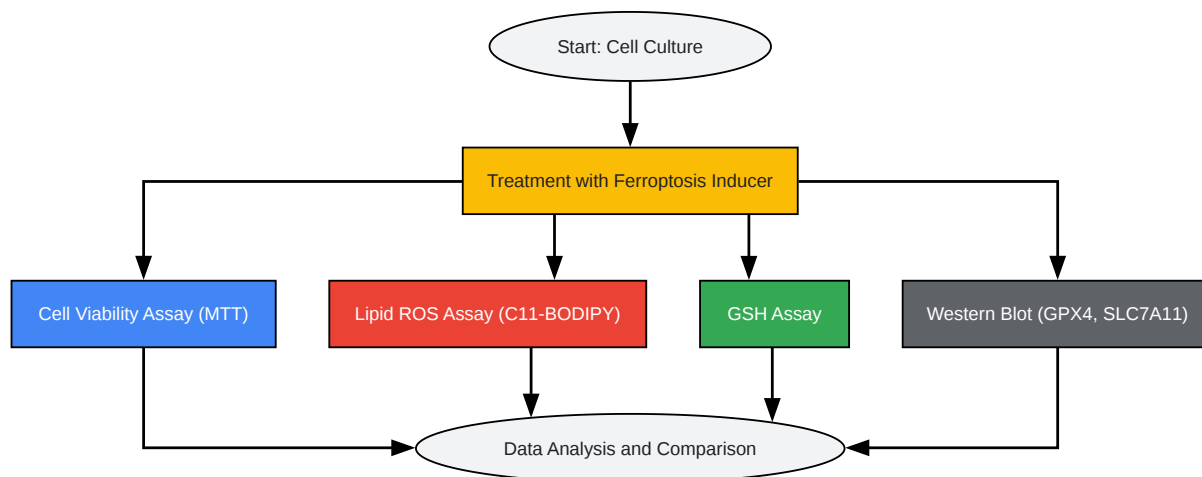 Start: Cell Culture
Treatment with Ferroptosis Inducer
Cell Viability Assay (MTT)
Lipid ROS Assay (C11-BODIPY)
GSH Assay
Western Blot (GPX4, SLC7A11)
Data Analysis and Comparison